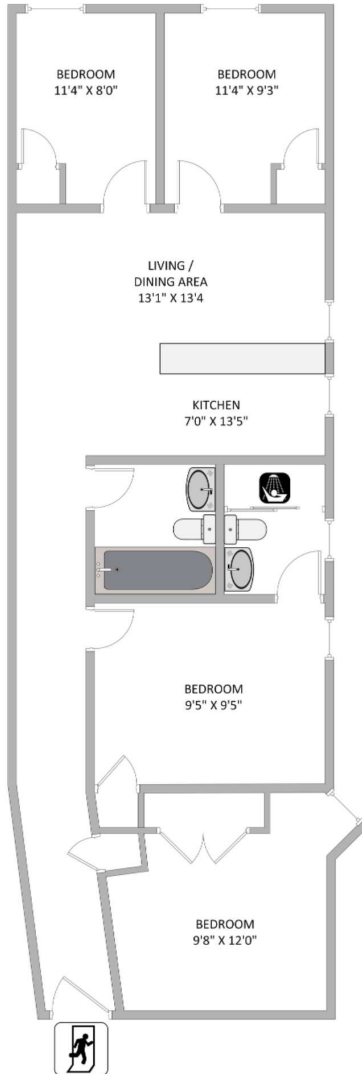 BEDROOM
11'4" X 8'0"
BEDROOM
11'4" X 9'3"
LIVING /
DINING AREA
13'1" X 13'4
KITCHEN
7'0" X 13'5"
BEDROOM
9'5" X 9'5"
BEDROOM
9'8" X 12'0"